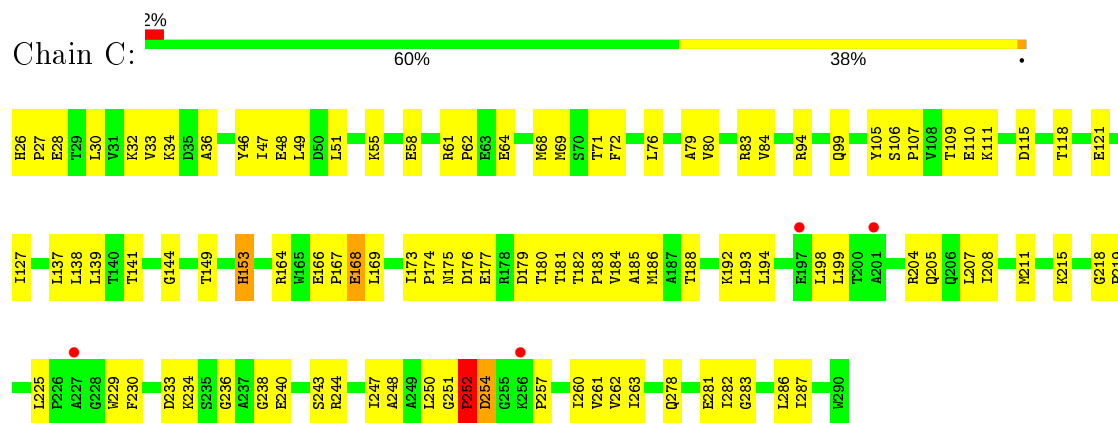 2%
Chain C:
60% 38% •
H26 P27 E28 T29 L30 V31 K32 V33 K34 D35 A36 Y46 I47 E48 L49 D50 L51 K55 E58 R61 P62 E63 E64 M68 M69 S70 T71 F72 L76 A79 V80 R83 V84 R94 Q99 Y105 S106 P107 V108 T109 E110 K111 D115 T118 E121
I127 L137 L138 L139 T140 T141 G144 T149 H153 R164 W165 E166 P167 E168 L169 I173 P174 N175 D176 E177 R178 D179 T180 T181 T182 P183 V184 A185 M186 A187 T188 K192 L193 L194 E197 L198 L199 T200 A201 R204 Q205 Q206 L207 I208 M211 K215 G218 P219
L225 P226 A227 G228 W229 F230 D233 K234 S235 G236 A237 G238 E240 S243 R244 I247 A248 A249 L250 G251 P252 D254 G255 K256 P257 I260 V261 V262 I263 Q278 E281 I282 G283 L286 I287 W290